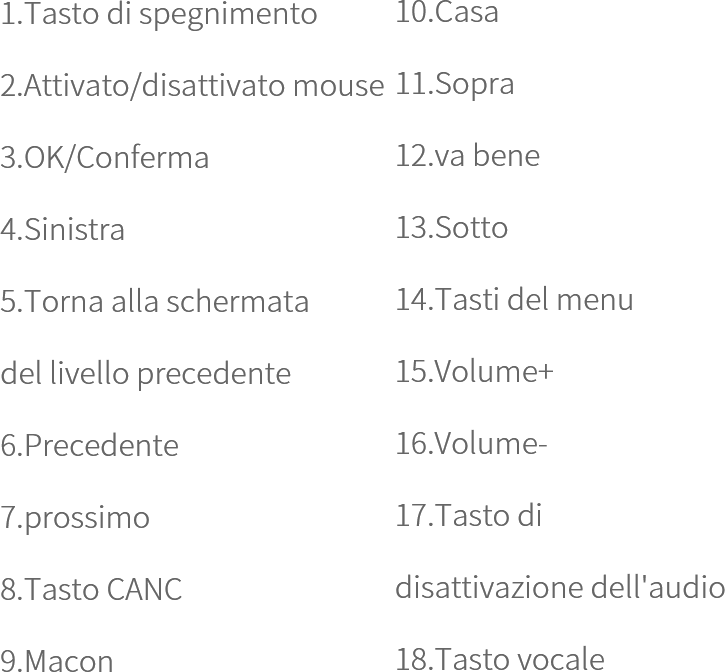 1.Tasto di spegnimento
2.Attivato/disattivato mouse
3.OK/Conferma
4.Sinistra
5.Torna alla schermata
del livello precedente
6.Precedente
7.prossimo
8.Tasto CANC
9.Macon
10.Casa
11.Sopra
12.va bene
13.Sotto
14.Tasti del menu
15.Volume+
16.Volume-
17.Tasto di
disattivazione dell'audio
18.Tasto vocale